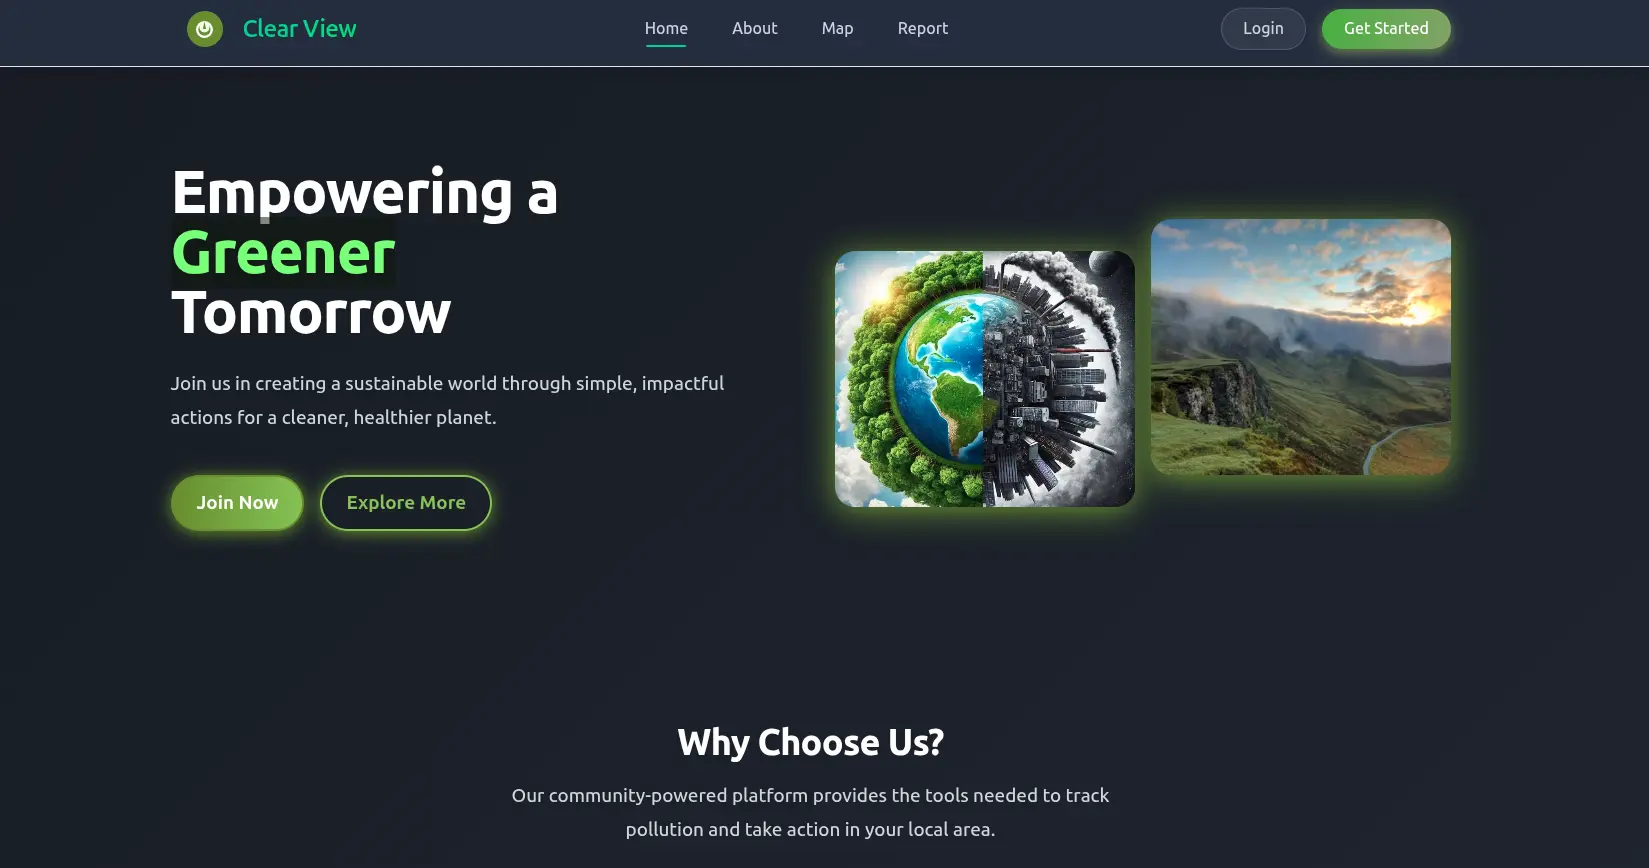 Clear View
Home
About
Map
Report
Login
Get Started
Empowering a
Greener
Tomorrow
Join us in creating a sustainable world through simple, impactful
actions for a cleaner, healthier planet.
Join Now
Explore More
Why Choose Us?
Our community-powered platform provides the tools needed to track
pollution and take action in your local area.